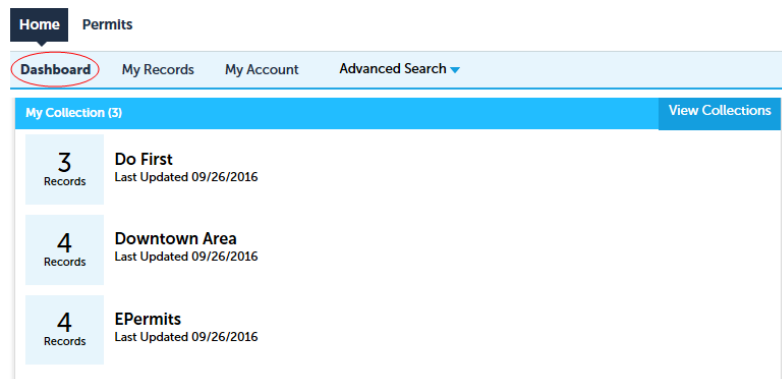 Home Permits
Dashboard My Records My Account Advanced Search
My Collection (3) View Collections
3 Do First
Records Last Updated 09/26/2016
4 Downtown Area
Records Last Updated 09/26/2016
4 EPermits
Records Last Updated 09/26/2016